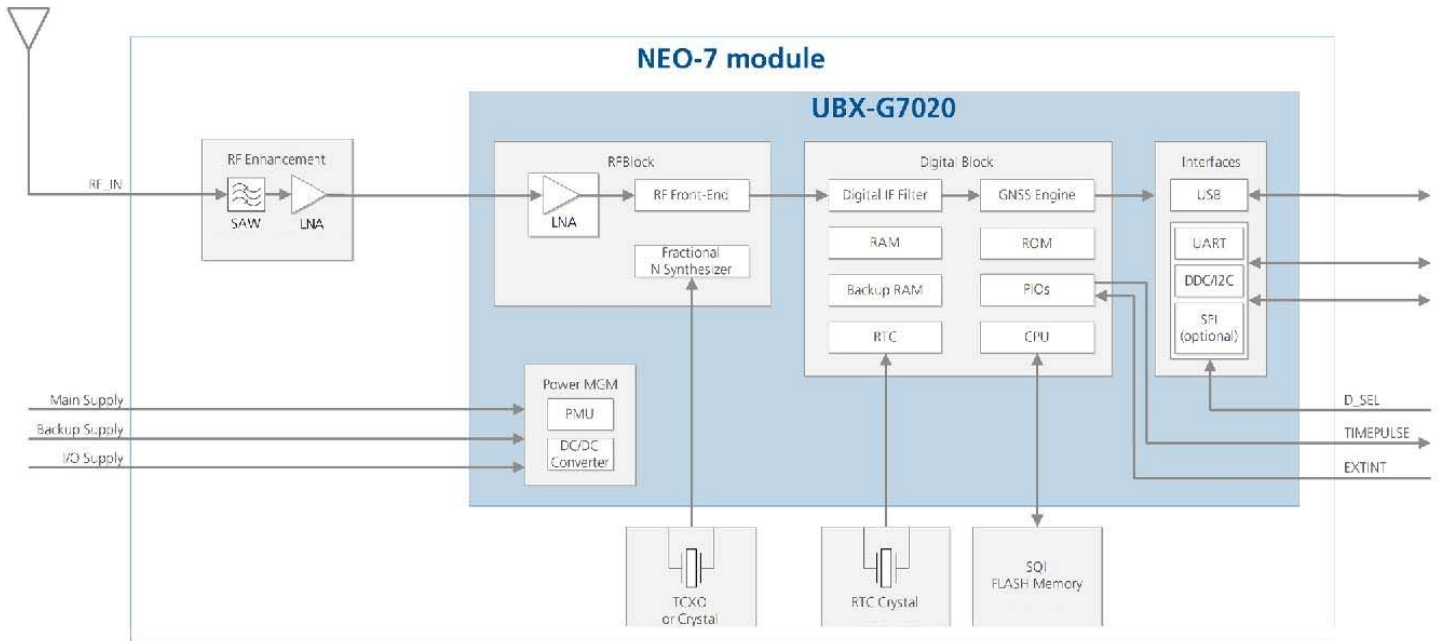 NEO-7 module
UBX-G7020
RF_IN
RF Enhancement
SAW
LNA
RFBlock
LNA
RF Front-End
Fractional
N Synthesizer
Digital Block
Digital IF Filter
GNSS Engine
RAM
ROM
Backup RAM
PIOs
RTC
CPU
Interfaces
USB
UART
DDC/I2C
SPI
(optional)
Power MGM
PMU
DC/DC
Converter
Main Supply
Backup Supply
I/O Supply
D_SEL
TIMEPULSE
EXTINT
TCXO
or Crystal
RTC Crystal
SQI
FLASH Memory